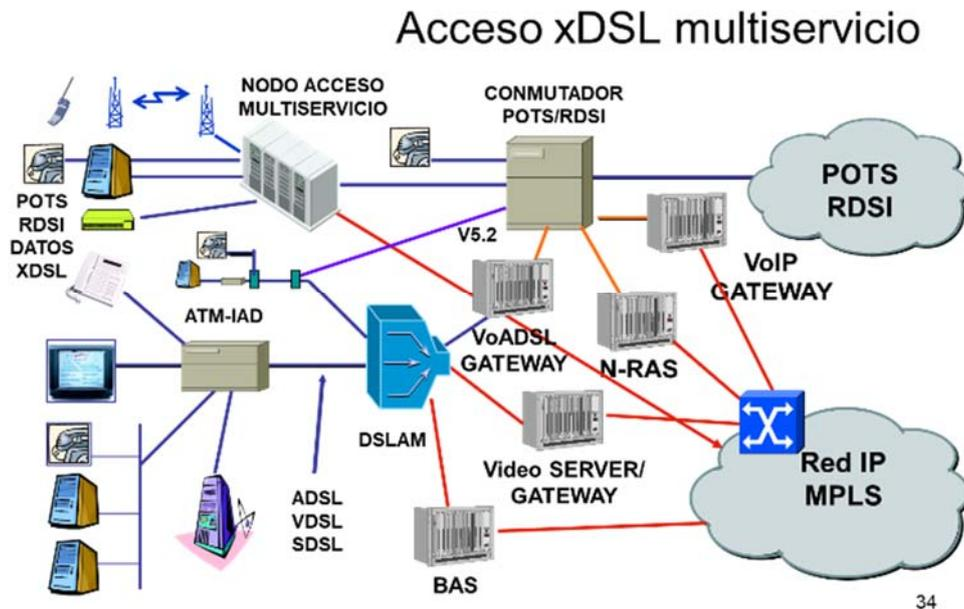 Acceso xDSL multiservicio
NODO ACCESO
MULTISERVICIO
CONMUTADOR
POTS/RDSI
POTS
RDSI
POTS
RDSI
DATOS
XDSL
V5.2
VoIP
GATEWAY
ATM-IAD
VoADSL
GATEWAY
N-RAS
DSLAM
Video SERVER/
GATEWAY
Red IP
MPLS
ADSL
VDSL
SDSL
BAS
34